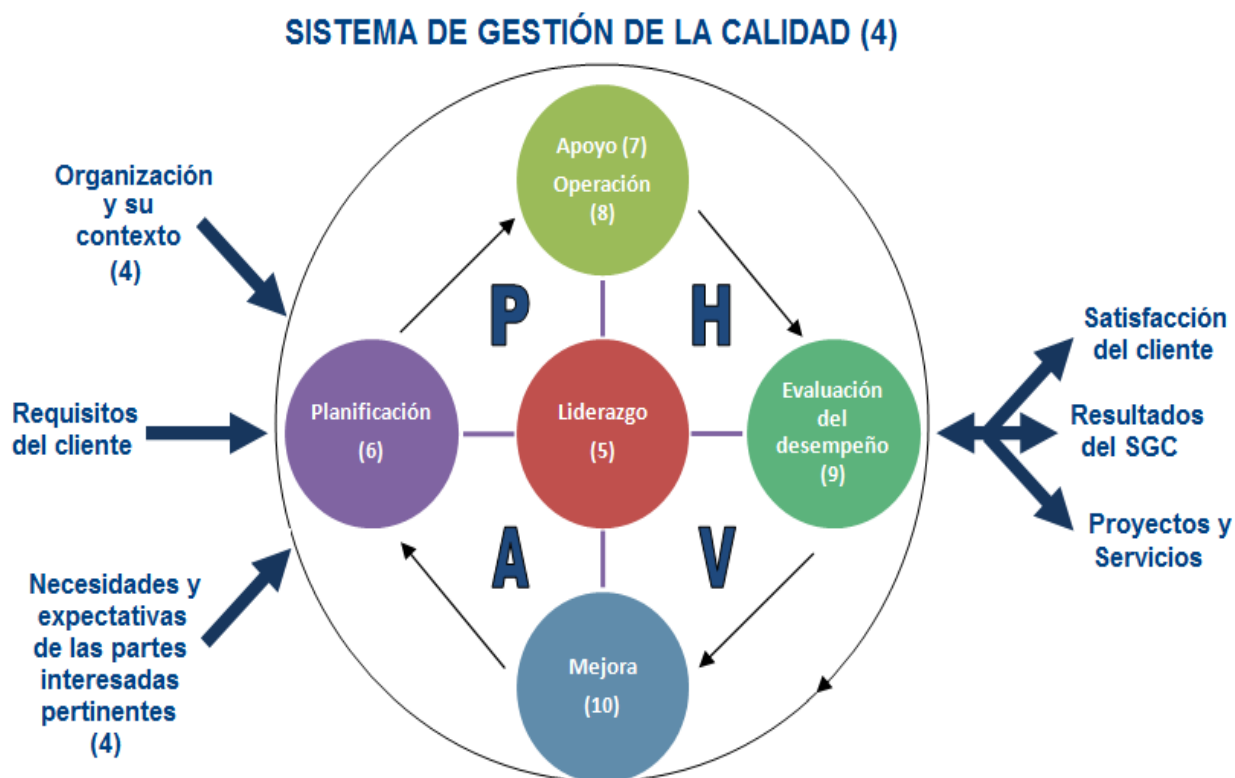 SISTEMA DE GESTIÓN DE LA CALIDAD (4)
Organización
y su
contexto
(4)
Requisitos
del cliente
Necesidades y
expectativas
de las partes
interesadas
pertinentes
(4)
Apoyo (7)
Operación
(8)
P
H
Planificación
(6)
Liderazgo
(5)
Evaluación
del
desempeño
(9)
A
V
Mejora
(10)
Satisfacción
del cliente
Resultados
del SGC
Proyectos y
Servicios